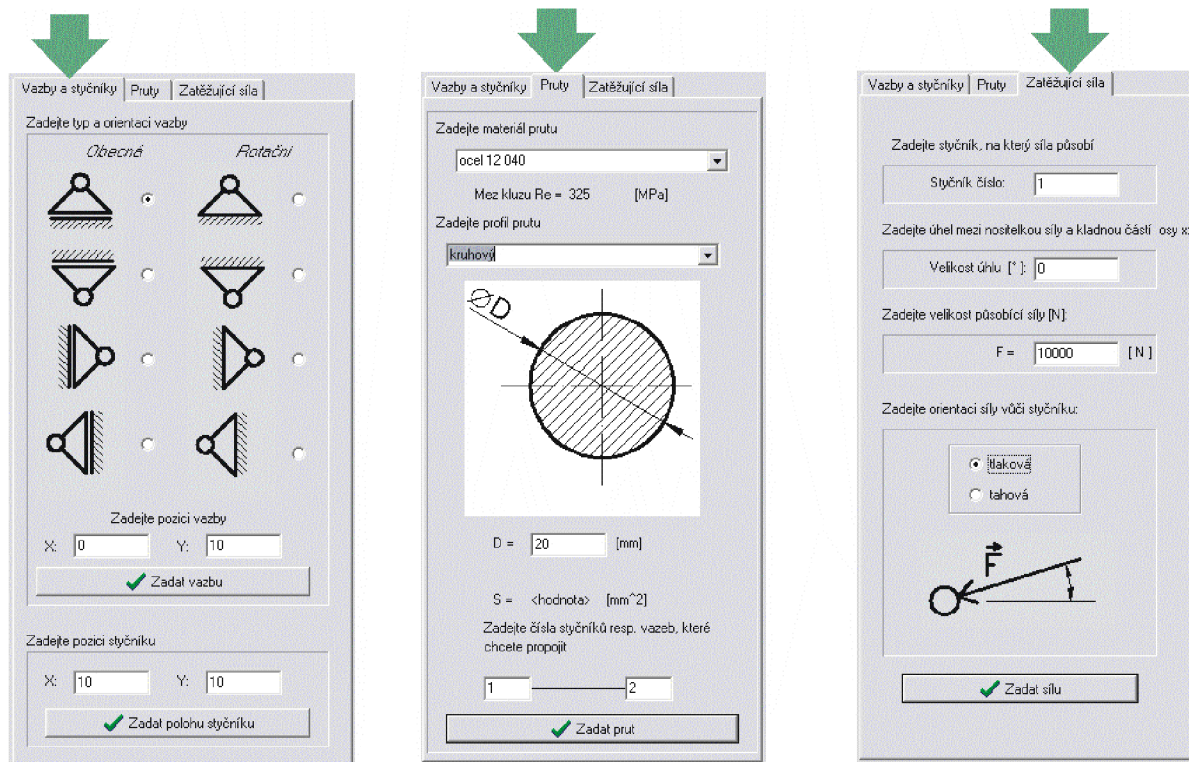 Vazby a styčníky Pruty Zatěžující síla
Zadejte typ a orientaci vazby
Obecné Rotační
Zadejte pozici vazby
X: 0 Y: 10
Zadat vazbu
Zadejte pozici styčníku
X: 10 Y: 10
Zadat polohu styčníku
Vazby a styčníky Pruty Zatěžující síla
Zadejte materiál prutu
ocel 12 040
Mez kluzu Re = 325 [MPa]
Zadejte profil prutu
kruhový
∅D
D = 20 [mm]
S = <hodnota> [mm^2]
Zadejte čísla styčníků resp. vazeb, které
chcete propojit
1 2
Zadat prut
Vazby a styčníky Pruty Zatěžující síla
Zadejte styčník, na který síla působí
Styčník číslo: 1
Zadejte úhel mezi nositelkou síly a kladnou částí osy x:
Velikost úhlu [° ]: 0
Zadejte velikost působící síly [N]:
F = 10000 [ N ]
Zadejte orientaci síly vůči styčníku:
tlaková
tahová
F
Zadat sílu